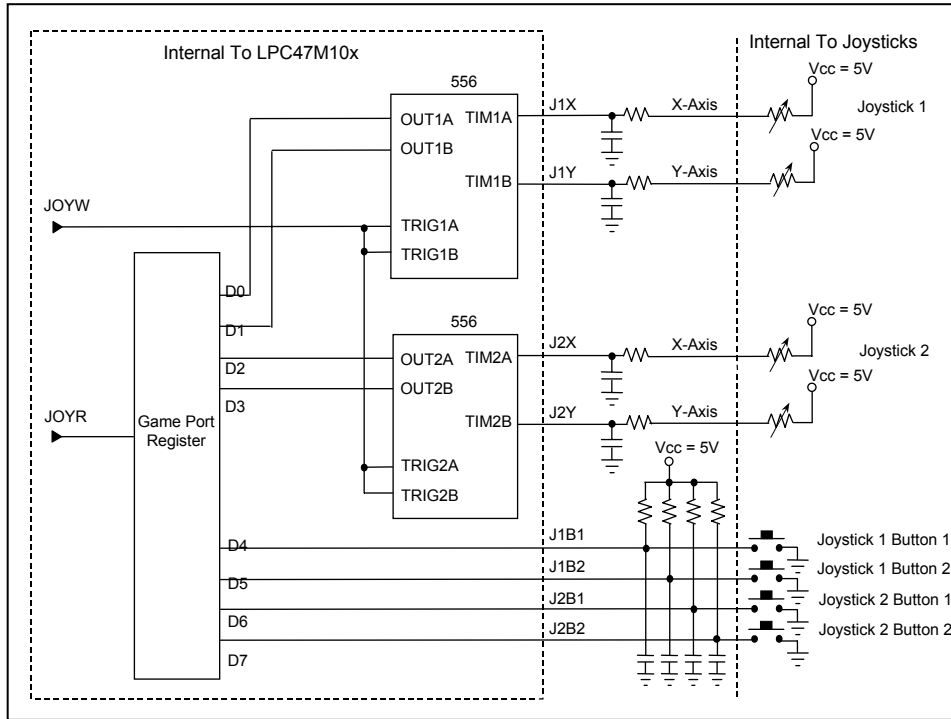 Internal To LPC47M10x
Internal To Joysticks
Vcc = 5V
556
J1X
X-Axis
Joystick 1
OUT1A
TIM1A
OUT1B
Vcc = 5V
TIM1B
J1Y
Y-Axis
JOYW
TRIG1A
TRIG1B
D0
D1
556
Vcc = 5V
J2X
X-Axis
Joystick 2
D2
OUT2A
TIM2A
OUT2B
Vcc = 5V
D3
JOYR
Game Port
Register
TIM2B
J2Y
Y-Axis
Vcc = 5V
TRIG2A
TRIG2B
D4
J1B1
Joystick 1 Button 1
D5
J1B2
Joystick 1 Button 2
D6
J2B1
Joystick 2 Button 1
D7
J2B2
Joystick 2 Button 2